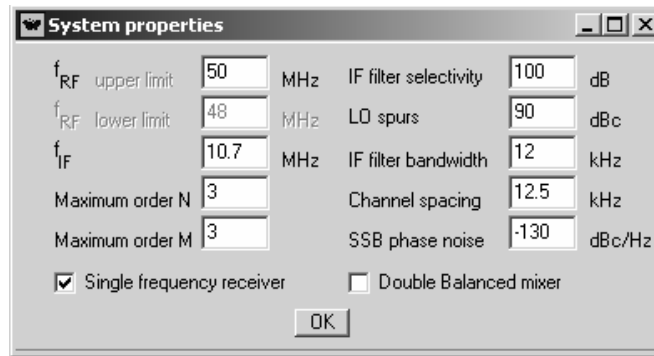 System properties
fRF upper limit 50 MHz IF filter selectivity 100 dB
fRF lower limit 48 MHz LO spurs 90 dBc
fIF 10.7 MHz IF filter bandwidth 12 kHz
Maximum order N 3 Channel spacing 12.5 kHz
Maximum order M 3 SSB phase noise -130 dBc/Hz
Single frequency receiver Double Balanced mixer
OK